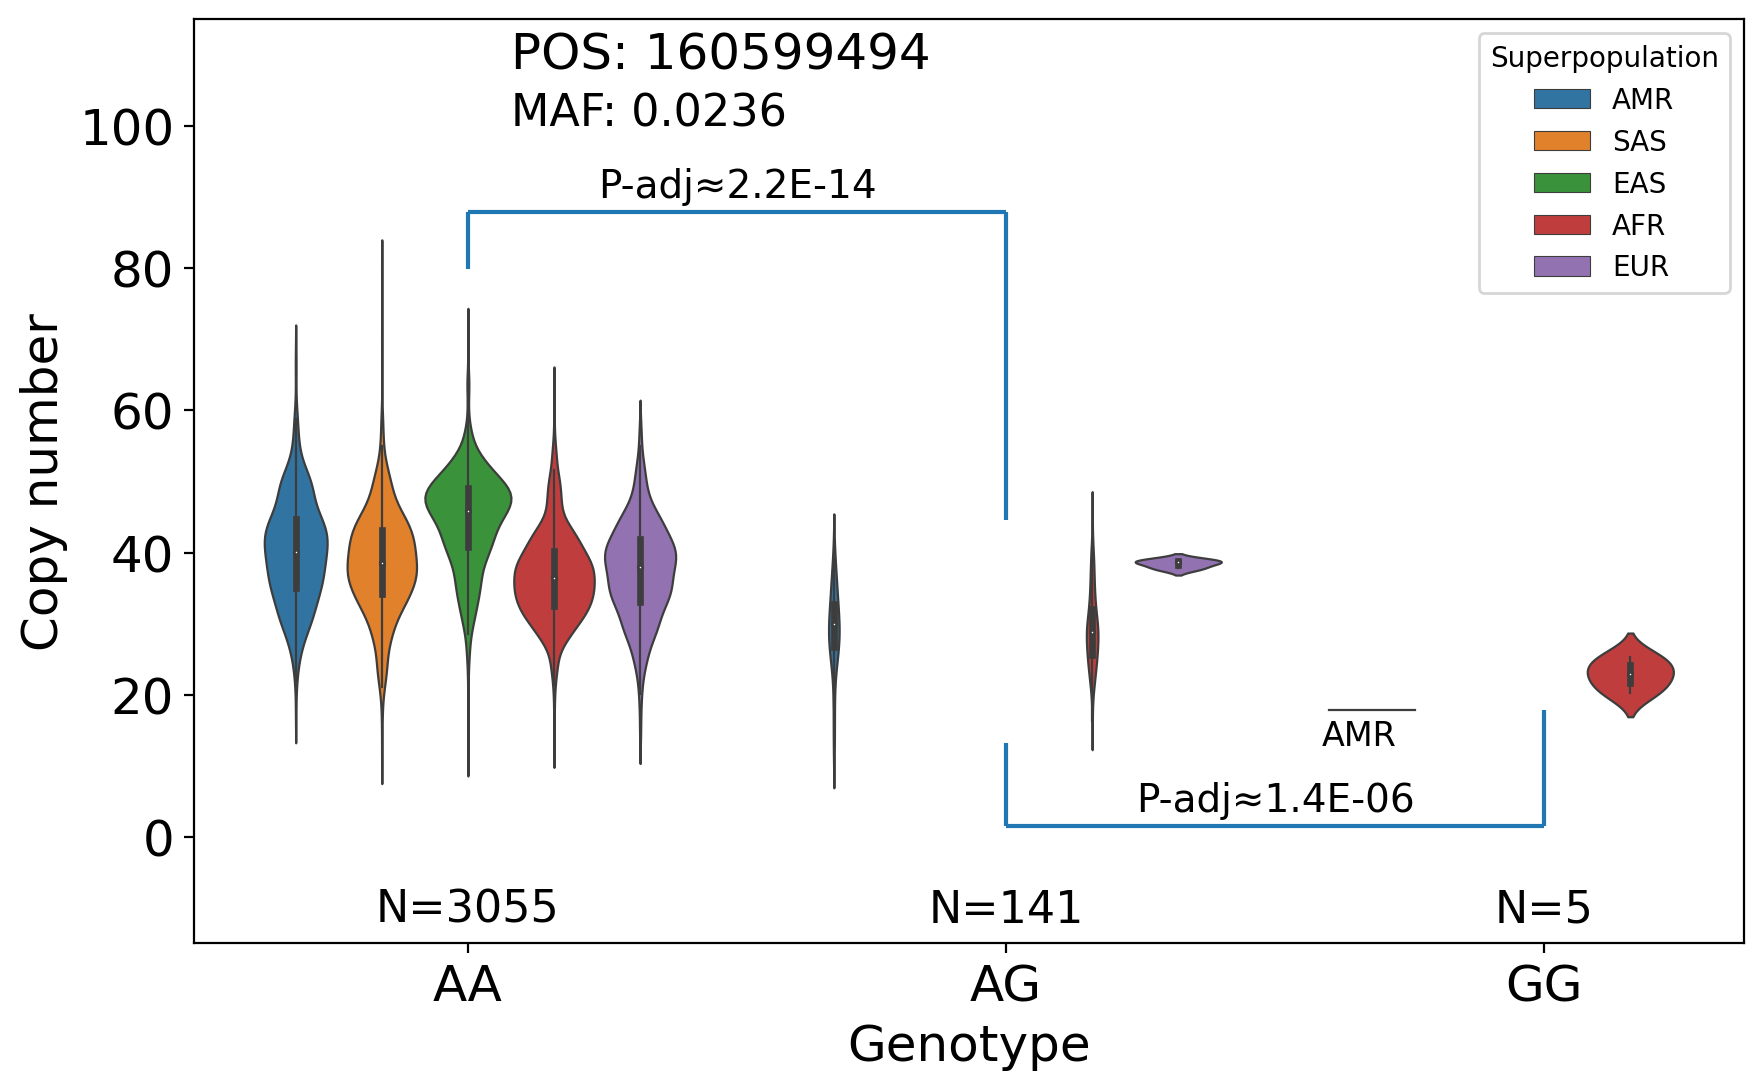 POS: 160599494
MAF: 0.0236
P-adj≈2.2E-14
Superpopulation
AMR
SAS
EAS
AFR
EUR
100
80
60
40
20
0
Copy number
AMR
P-adj≈1.4E-06
N=3055
N=141
N=5
AA
AG
GG
Genotype